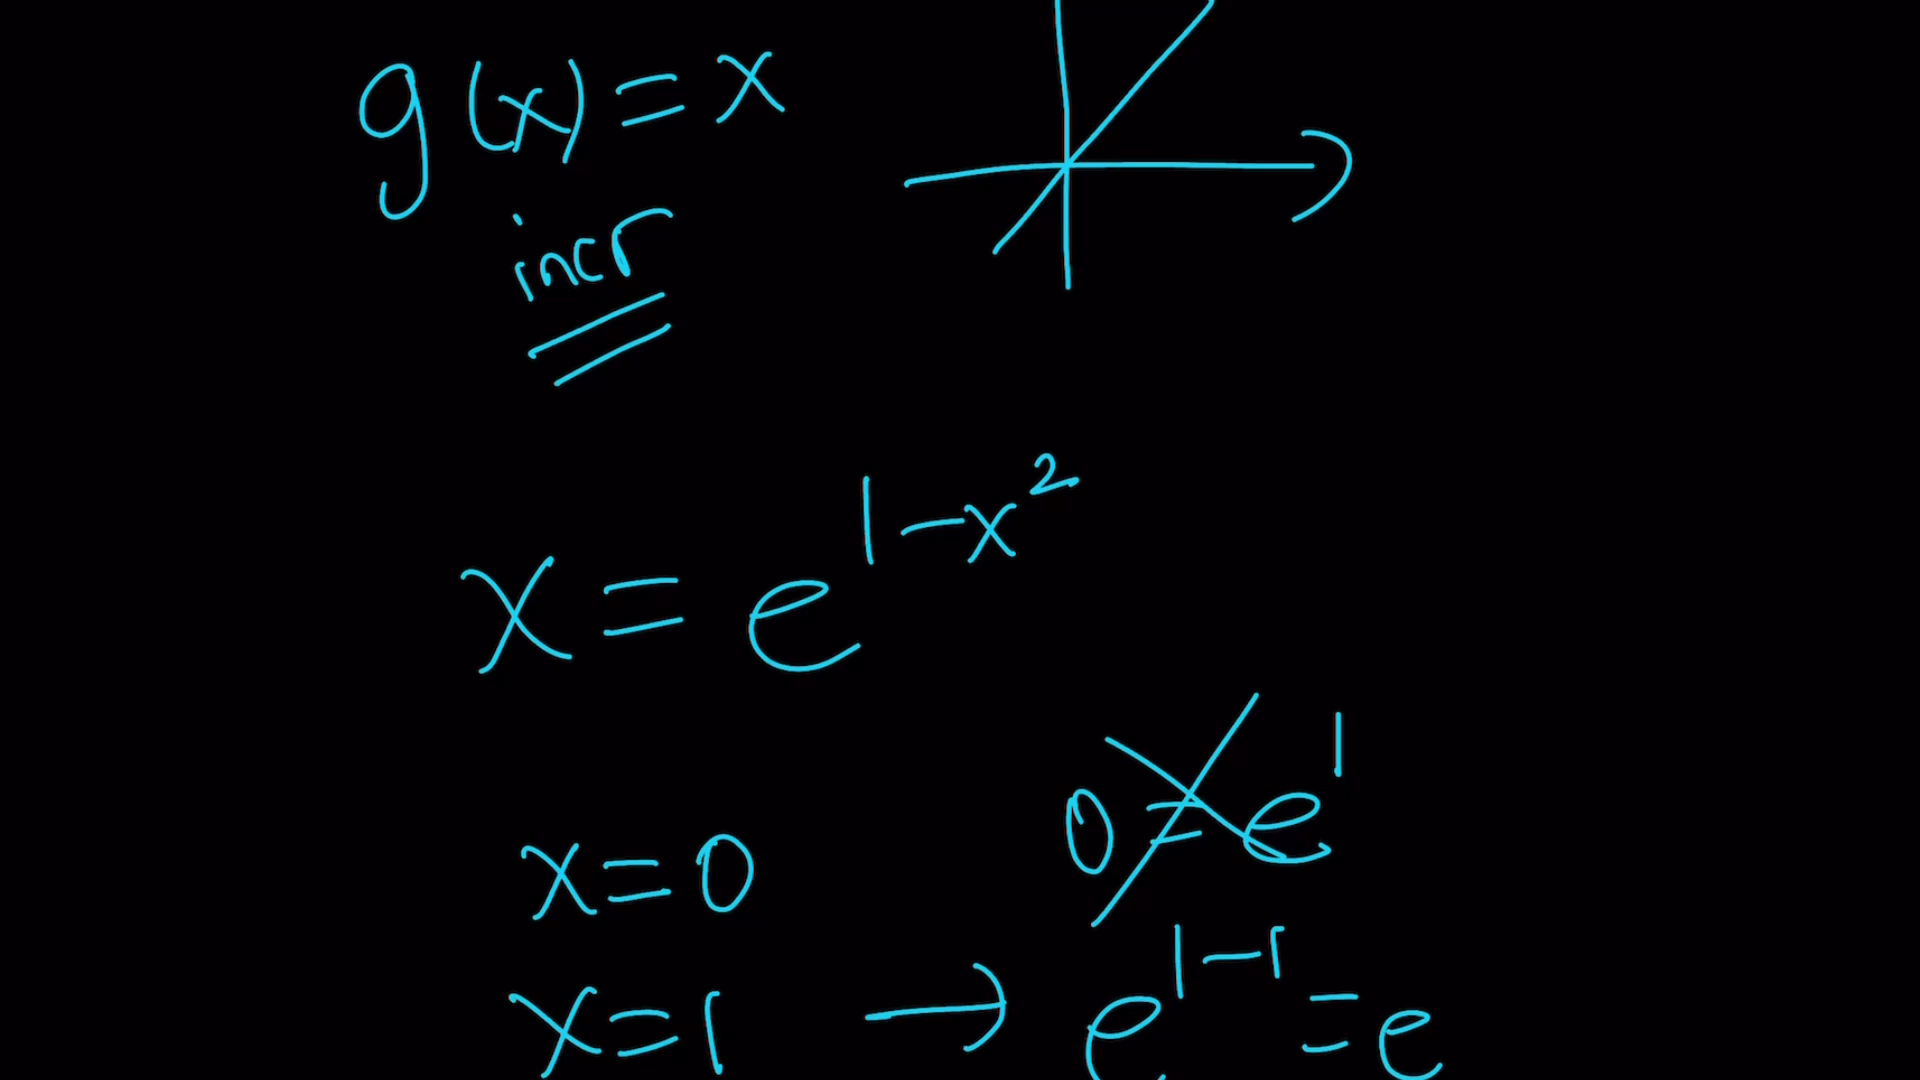 g(x) = x
incr
x = e^{1-x^2}
0 = e^1
x = 0
x = 1 → e^{1-1} = e